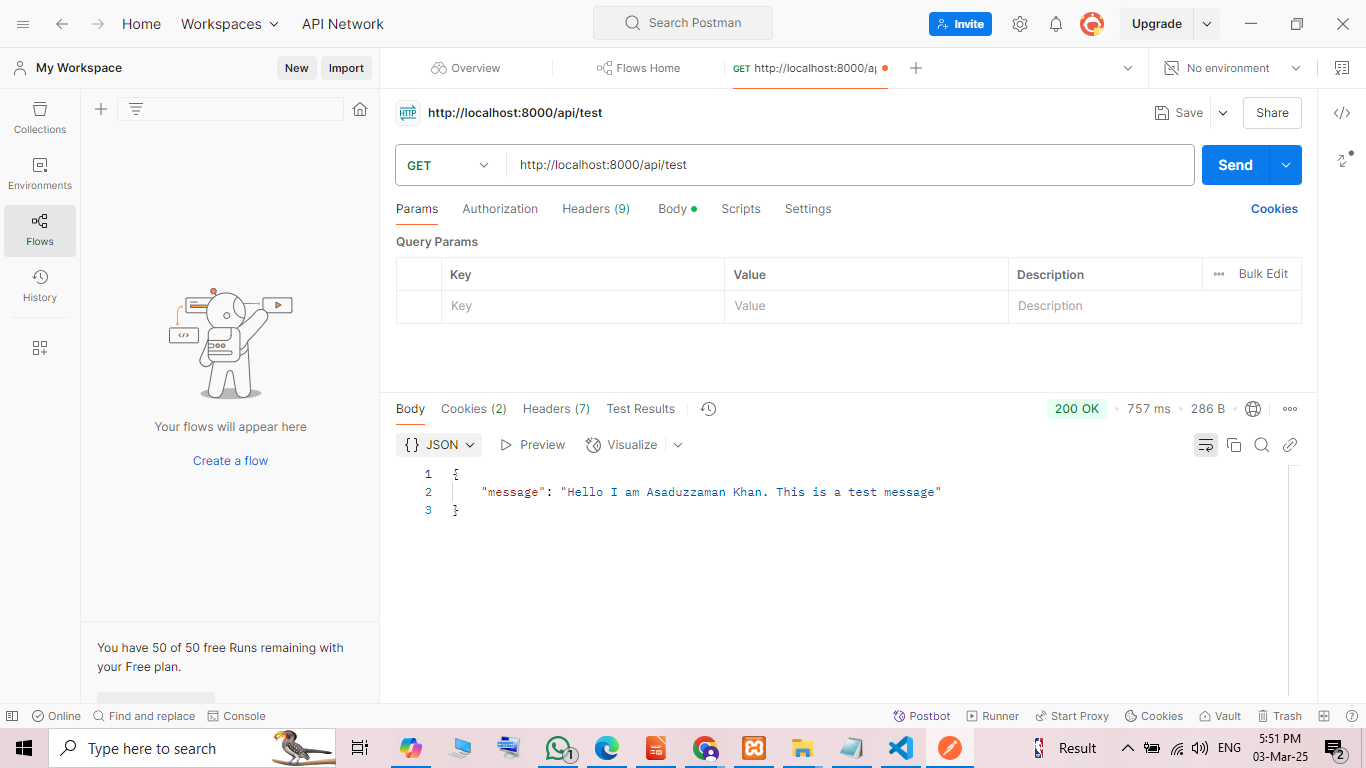 Home Workspaces API Network Search Postman Invite Upgrade
My Workspace New Import Overview Flows Home GET http://localhost:8000/a No environment
Collections
Environments
Flows
History
HTTP http://localhost:8000/api/test Save Share
GET http://localhost:8000/api/test Send
Params Authorization Headers (9) Body Scripts Settings Cookies
Query Params
Key Value Description Bulk Edit
Key Value Description
</>
Your flows will appear here
Create a flow
Body Cookies (2) Headers (7) Test Results 200 OK 757 ms 286 B
{} JSON Preview Visualize
1 {
2 "message": "Hello I am Asaduzzaman Khan. This is a test message"
3 }
You have 50 of 50 free Runs remaining with
your Free plan.
Online Find and replace Console Postbot Runner Start Proxy Cookies Vault Trash
Type here to search 1 Result ENG 5:51 PM
03-Mar-25 2